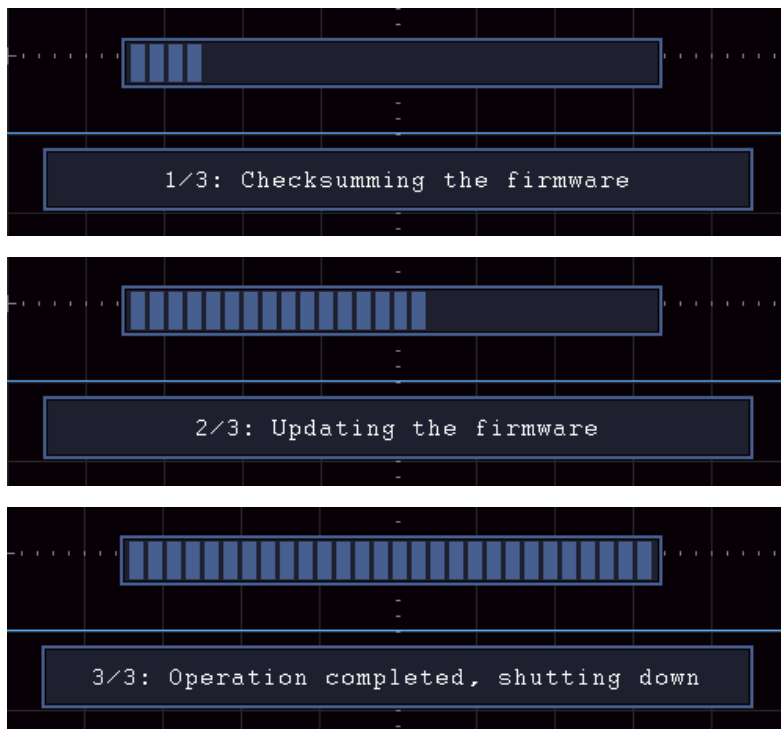 1/3: Checksumming the firmware
2/3: Updating the firmware
3/3: Operation completed, shutting down